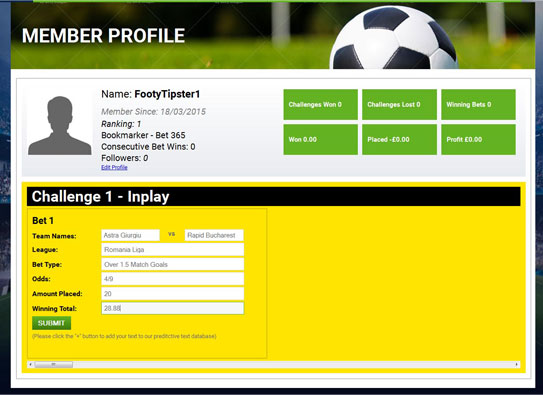 MEMBER PROFILE
Name: FootyTipster1
Member Since: 18/03/2015
Ranking: 1
Bookmarker - Bet 365
Consecutive Bet Wins: 0
Followers: 0
Edit Profile
Challenges Won 0
Challenges Lost 0
Winning Bets 0
Won 0.00
Placed -£0.00
Profit £0.00
Challenge 1 - Inplay
Bet 1
Team Names: Astra Giurgiu vs Rapid Bucharest
League: Romania Liga
Bet Type: Over 1.5 Match Goals
Odds: 4/9
Amount Placed: 20
Winning Total: 28.88
SUBMIT
(Please click the '+' button to add your text to our predictive text database)